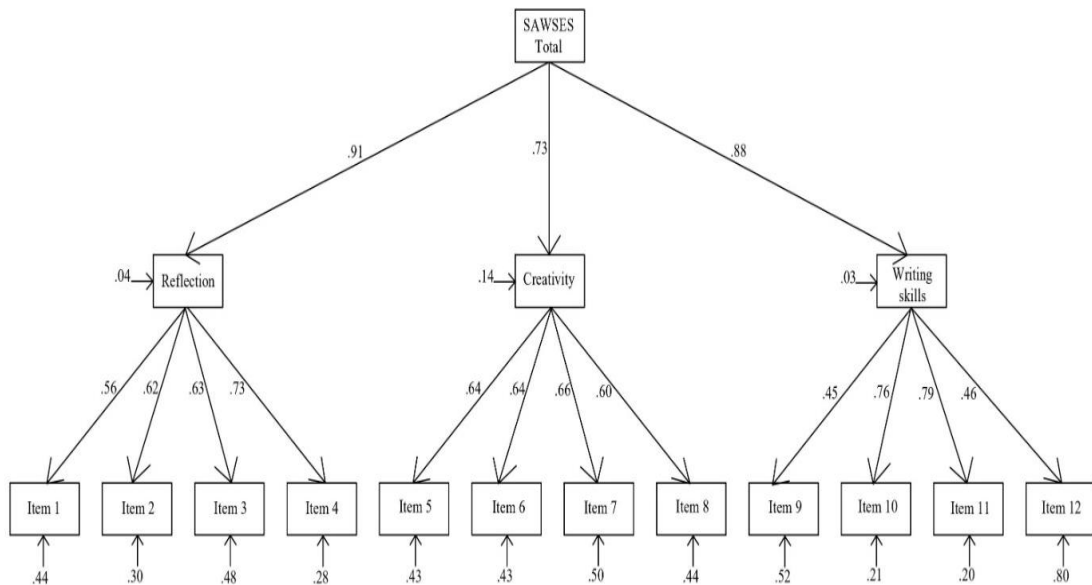 SAWSES
Total
.91
.73
.88
.04
Reflection
.14
Creativity
.03
Writing
skills
.56
.62
.63
.73
.64
.64
.66
.60
.45
.76
.79
.46
Item 1
Item 2
Item 3
Item 4
Item 5
Item 6
Item 7
Item 8
Item 9
Item 10
Item 11
Item 12
.44
.30
.48
.28
.43
.43
.50
.44
.52
.21
.20
.80